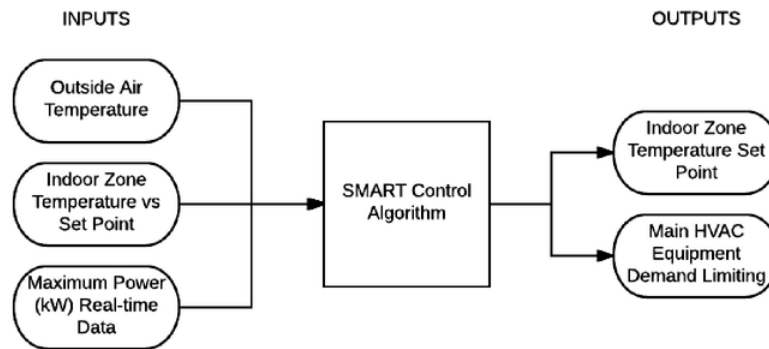 INPUTS
OUTPUTS
Outside Air
Temperature
Indoor Zone
Temperature vs
Set Point
Maximum Power
(kW) Real-time
Data
SMART Control
Algorithm
Indoor Zone
Temperature Set
Point
Main HVAC
Equipment
Demand Limiting